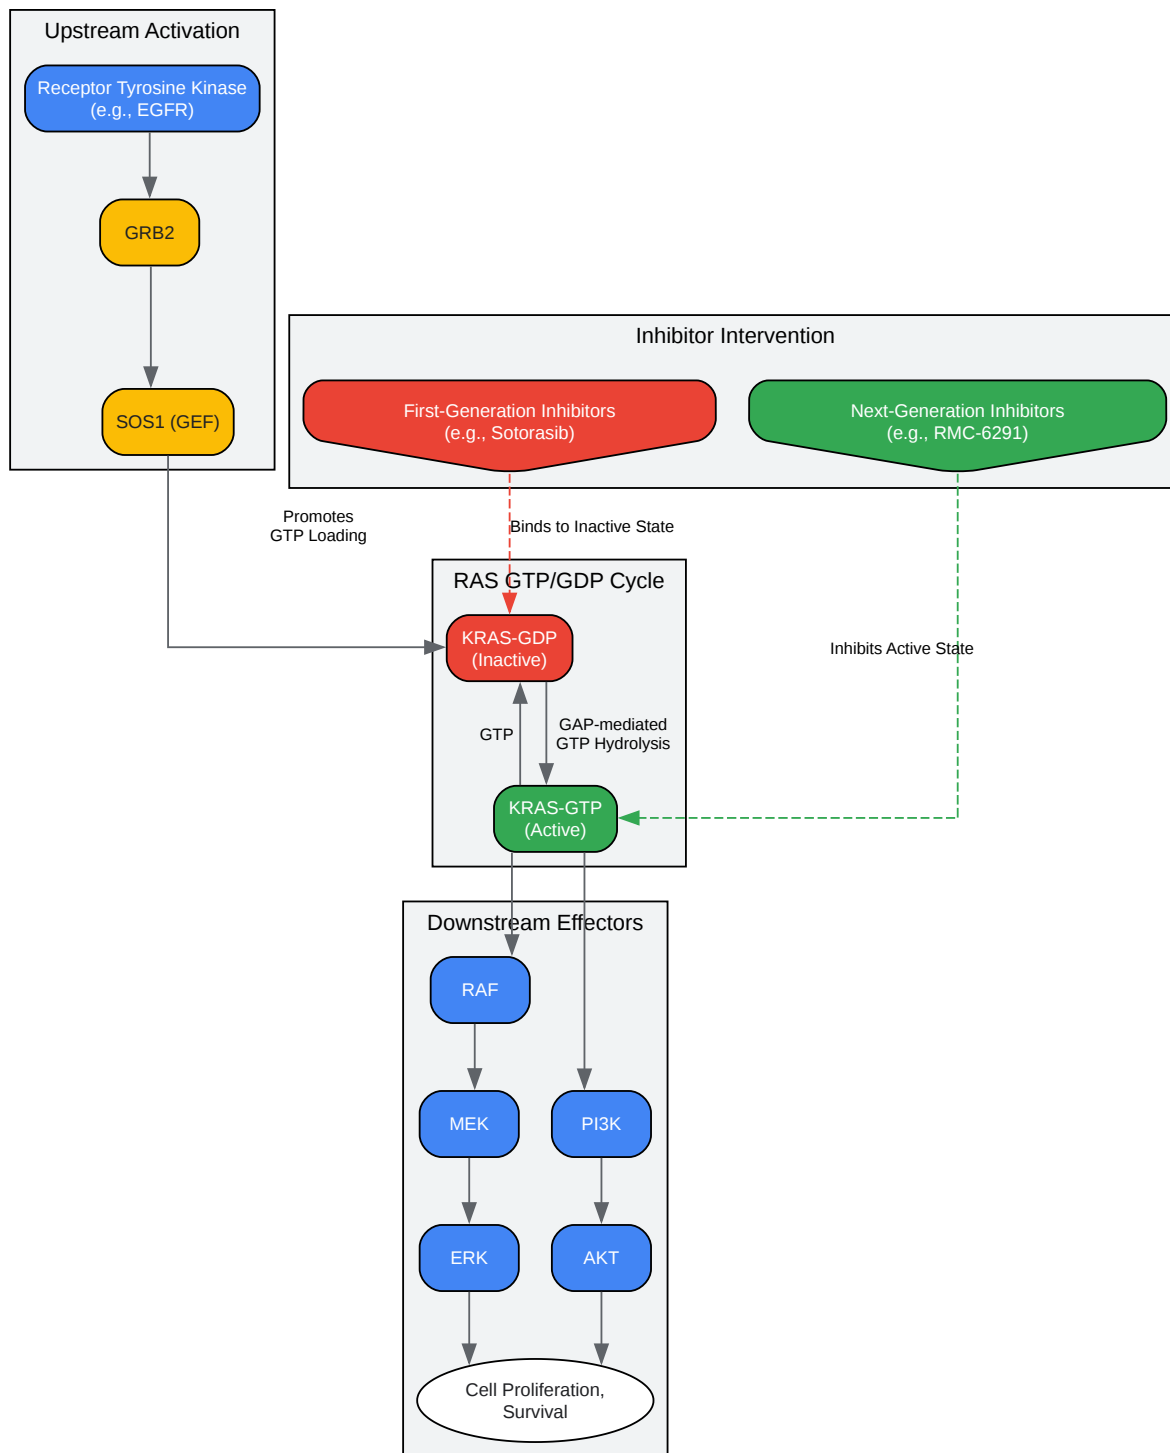 Upstream Activation
Receptor Tyrosine Kinase
(e.g., EGFR)
GRB2
SOS1 (GEF)
Inhibitor Intervention
First-Generation Inhibitors
(e.g., Sotorasib)
Next-Generation Inhibitors
(e.g., RMC-6291)
Promotes
GTP Loading
Binds to Inactive State
RAS GTP/GDP Cycle
KRAS-GDP
(Inactive)
Inhibits Active State
GTP
GAP-mediated
GTP Hydrolysis
KRAS-GTP
(Active)
Downstream Effectors
RAF
MEK
PI3K
ERK
AKT
Cell Proliferation,
Survival